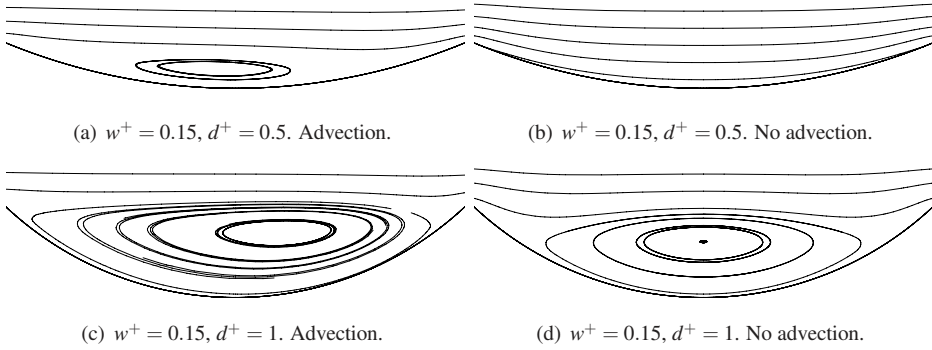 (a) w⁺ = 0.15, d⁺ = 0.5. Advection.
(b) w⁺ = 0.15, d⁺ = 0.5. No advection.
(c) w⁺ = 0.15, d⁺ = 1. Advection.
(d) w⁺ = 0.15, d⁺ = 1. No advection.